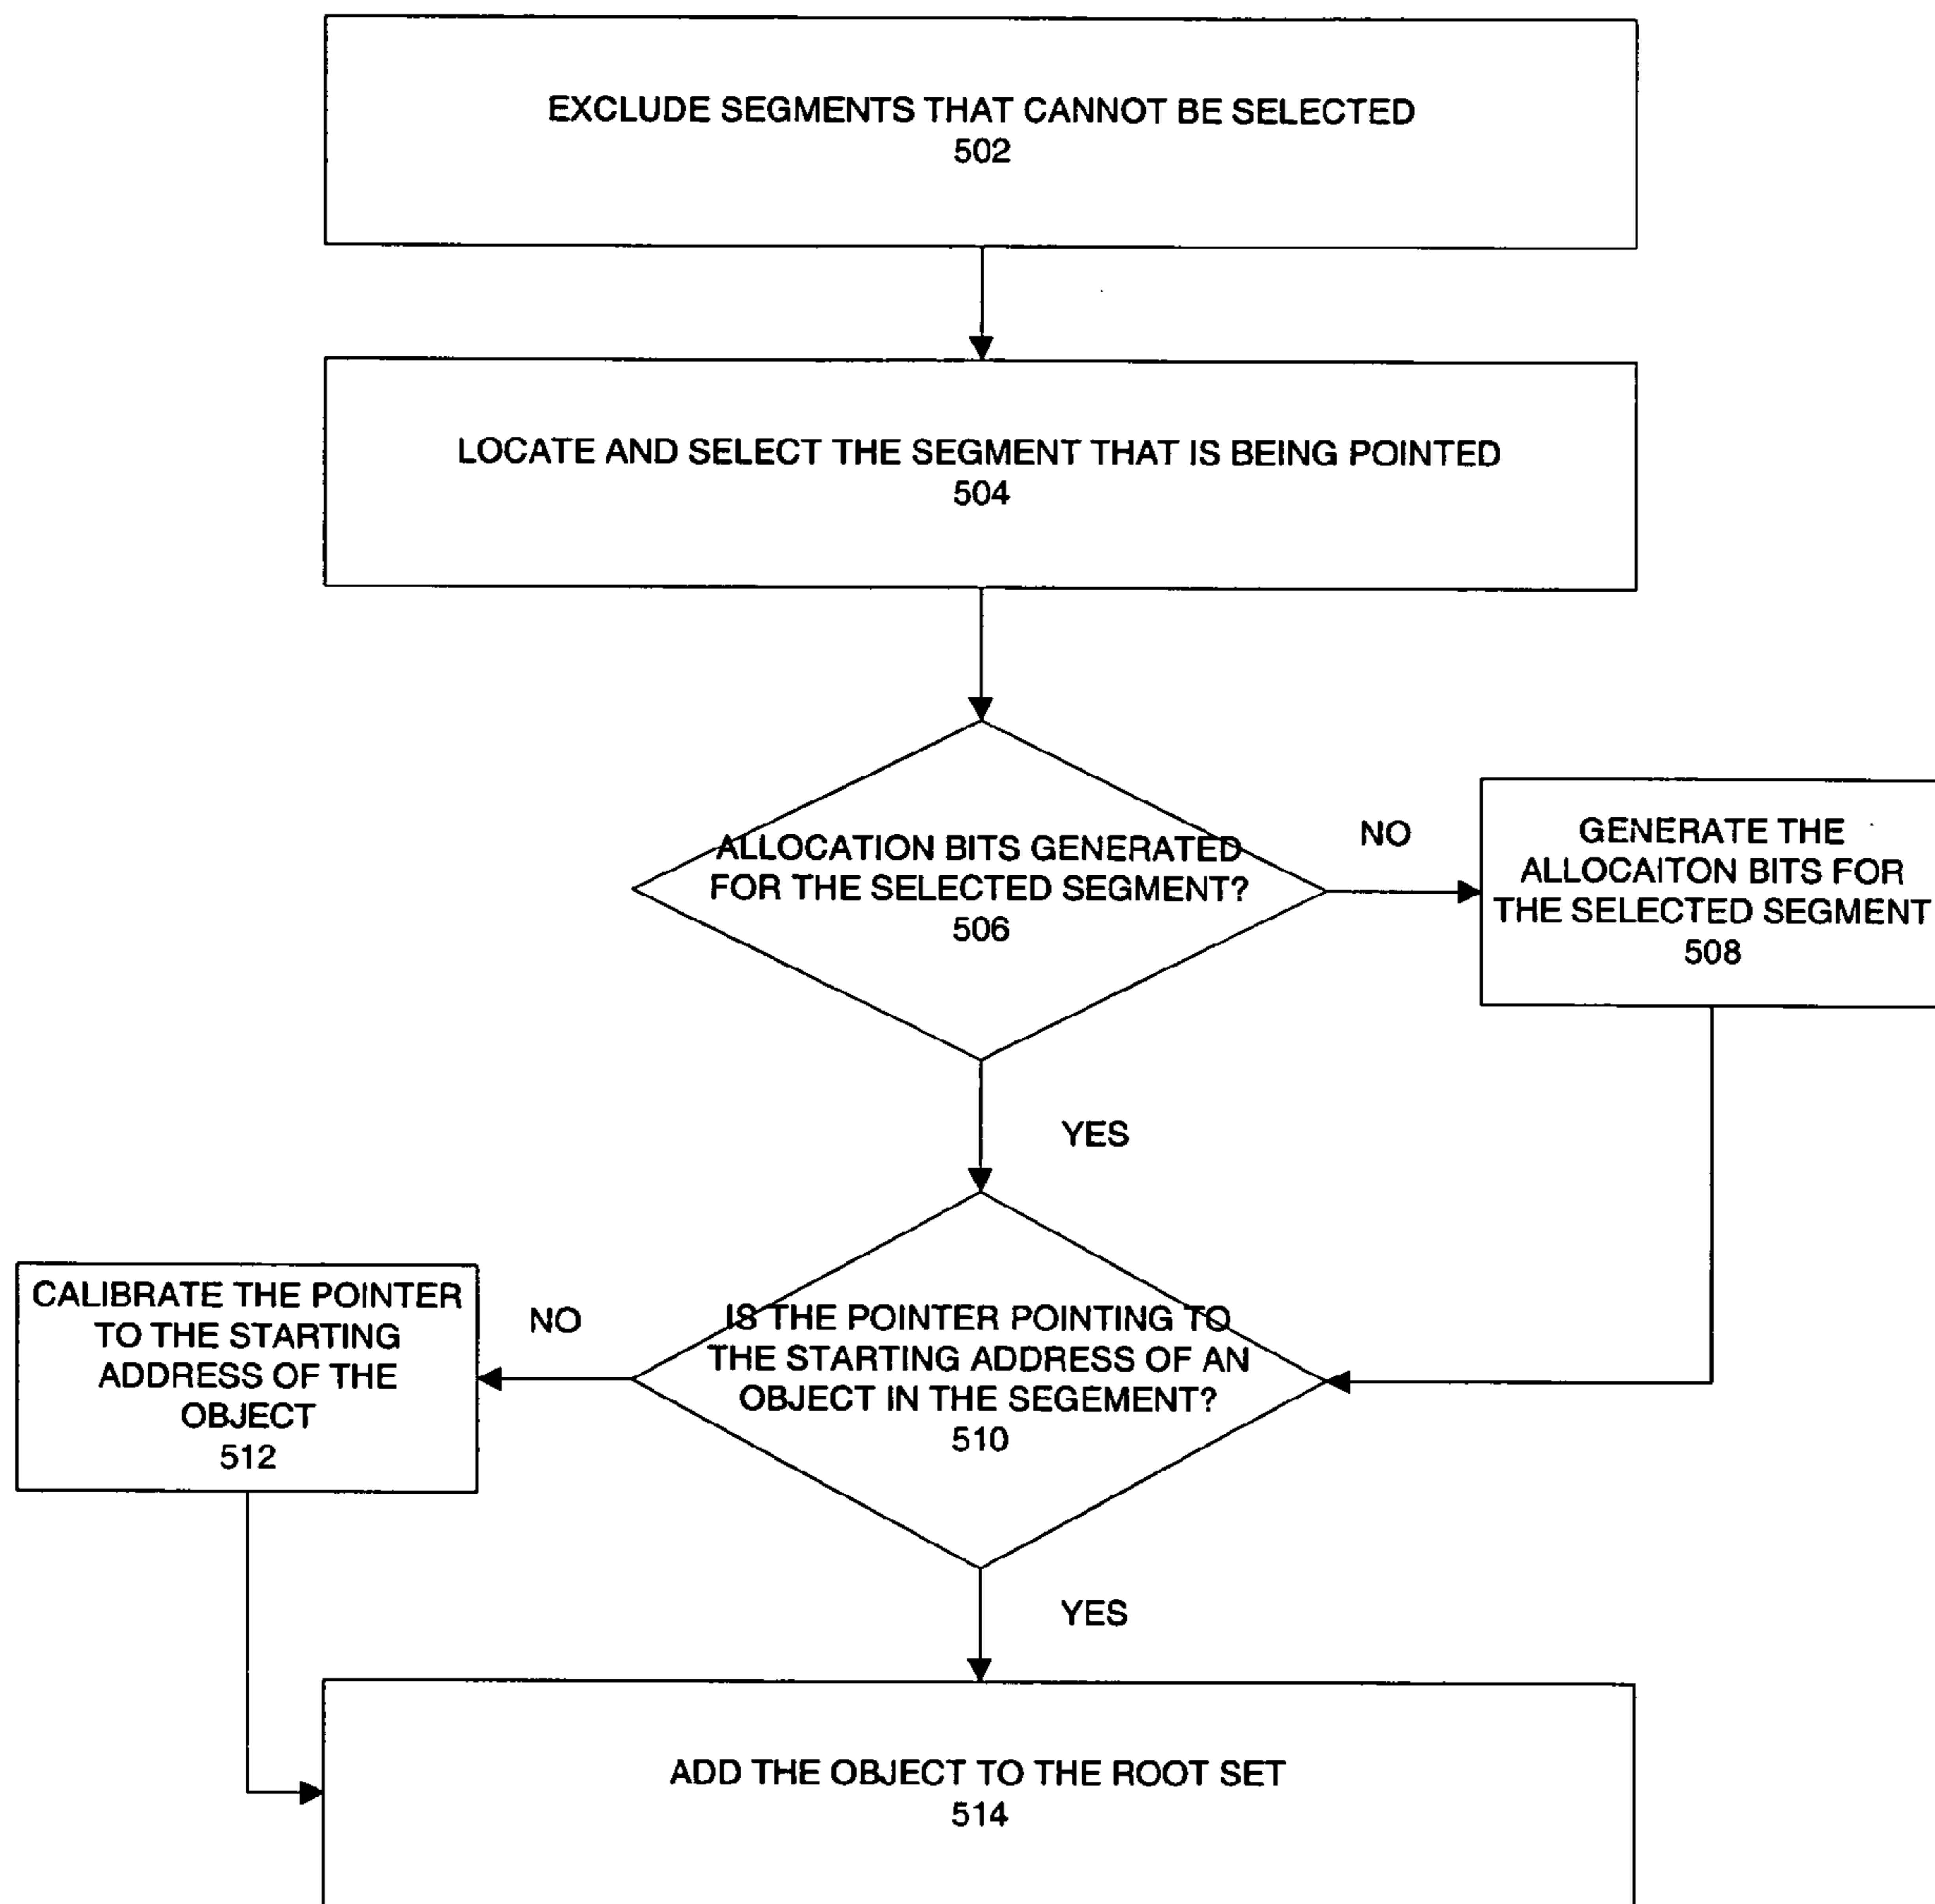 EXCLUDE SEGMENTS THAT CANNOT BE SELECTED
502
LOCATE AND SELECT THE SEGMENT THAT IS BEING POINTED
504
ALLOCATION BITS GENERATED
FOR THE SELECTED SEGMENT?
506
NO
GENERATE THE
ALLOCAITON BITS FOR
THE SELECTED SEGMENT
508
YES
IS THE POINTER POINTING TO
THE STARTING ADDRESS OF AN
OBJECT IN THE SEGEMENT?
510
NO
CALIBRATE THE POINTER
TO THE STARTING
ADDRESS OF THE
OBJECT
512
YES
ADD THE OBJECT TO THE ROOT SET
514